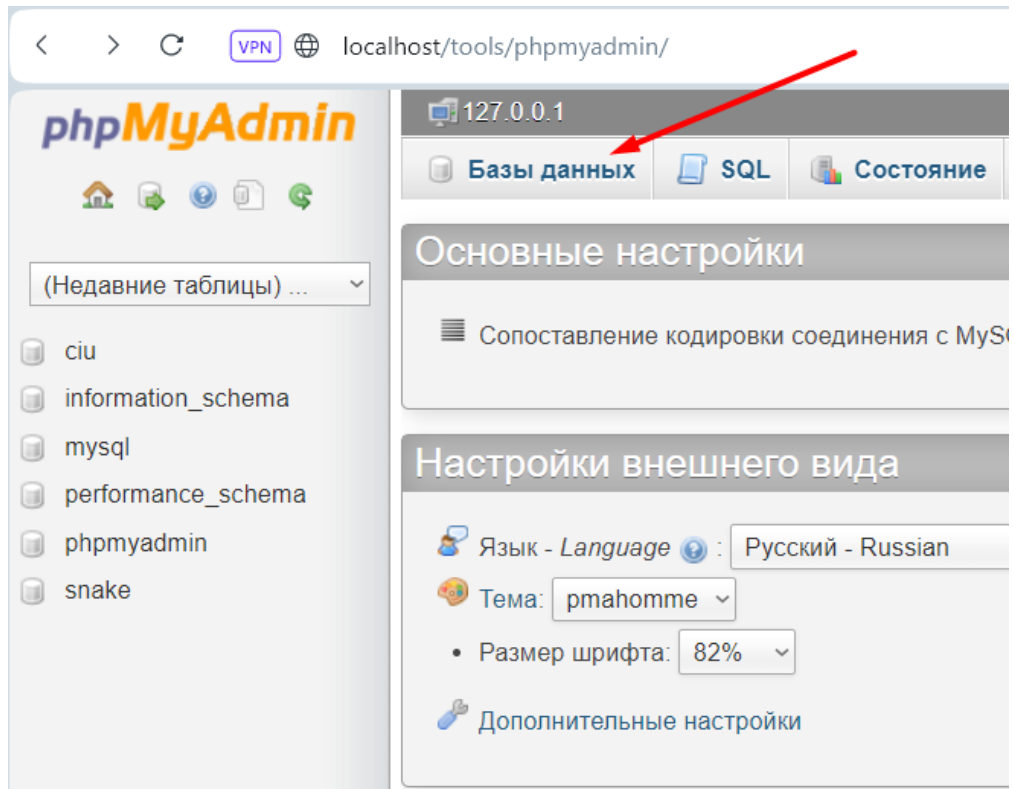 VPN localhost/tools/phpmyadmin/
phpMyAdmin
(Недавние таблицы) ...
ciu
information_schema
mysql
performance_schema
phpmyadmin
snake
127.0.0.1
Базы данных SQL Состояние
Основные настройки
Сопоставление кодировки соединения с
Настройки внешнего вида
Язык - Language : Русский - Russian
Тема: pmahomme
• Размер шрифта: 82%
Дополнительные настройки